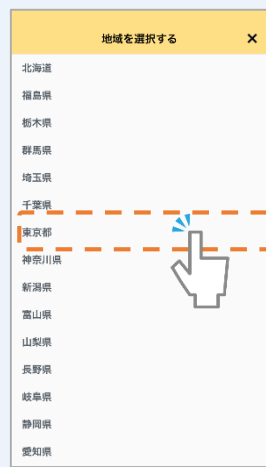 地域を選択する ×
北海道
福島県
栃木県
群馬県
埼玉県
千葉県
東京都
神奈川県
新潟県
富山県
山梨県
長野県
岐阜県
静岡県
愛知県